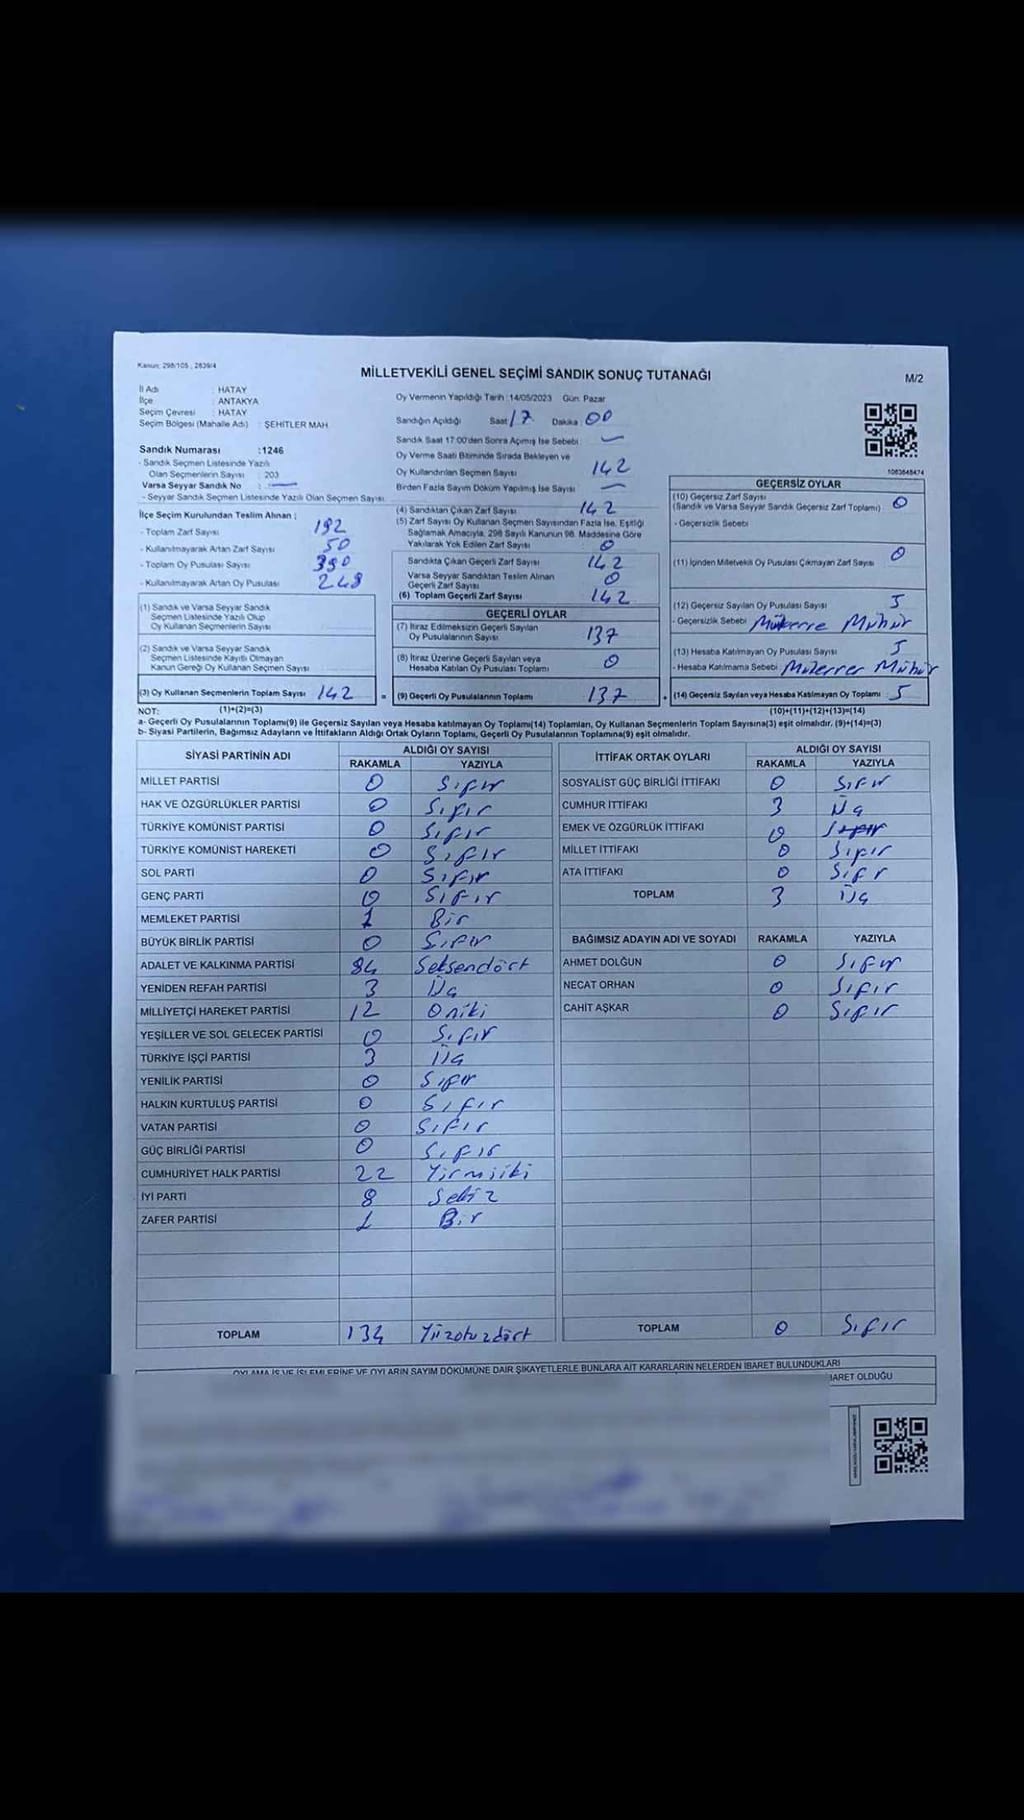 Kanun: 298/105 , 2839/4
MİLLETVEKİLİ GENEL SEÇİMİ SANDIK SONUÇ TUTANAĞI
M/2
İl Adı : HATAY
İlçe : ANTAKYA
Seçim Çevresi : HATAY
Seçim Bölgesi (Mahalle Adı) : ŞEHİTLER MAH.
Sandık Numarası :1246
- Sandık Seçmen Listesinde Yazılı
Olan Seçmenlerin Sayısı : 203
Varsa Seyyar Sandık No : —
- Seyyar Sandık Seçmen Listesinde Yazılı Olan Seçmen Sayısı
İlçe Seçim Kurulundan Teslim Alınan ;
- Toplam Zarf Sayısı 192
- Kullanılmayarak Artan Zarf Sayısı 50
- Toplam Oy Pusulası Sayısı 390
- Kullanılmayarak Artan Oy Pusulası 248
Oy Vermenin Yapıldığı Tarih :14/05/2023 Gün: Pazar
Sandığın Açıldığı Saat 17 Dakika 00
Sandık Saat 17:00'den Sonra Açılmış İse Sebebi —
Oy Verme Saati Bitiminde Sırada Bekleyen ve
Oy Kullandırılan Seçmen Sayısı 142
Birden Fazla Sayım Döküm Yapılmış İse Sayısı —
(4) Sandıktan Çıkan Zarf Sayısı 142
(5) Zarf Sayısı Oy Kullanan Seçmen Sayısından Fazla İse, Eşitliği
Sağlamak Amacıyla, 298 Sayılı Kanunun 98. Maddesine Göre
Yakılarak Yok Edilen Zarf Sayısı 0
Sandıkta Çıkan Geçerli Zarf Sayısı 142
Varsa Seyyar Sandıktan Teslim Alınan
Geçerli Zarf Sayısı 0
(6) Toplam Geçerli Zarf Sayısı 142
1063648474
GEÇERSİZ OYLAR
(10) Geçersiz Zarf Sayısı 0
(Sandık ve Varsa Seyyar Sandık Geçersiz Zarf Toplamı)
- Geçersizlik Sebebi
(11) İçinden Milletvekili Oy Pusulası Çıkmayan Zarf Sayısı 0
(12) Geçersiz Sayılan Oy Pusulası Sayısı 5
- Geçersizlik Sebebi Mükerre Mühür
(13) Hesaba Katılmayan Oy Pusulası Sayısı 5
- Hesaba Katılmama Sebebi Mükerrer Mühür
(14) Geçersiz Sayılan veya Hesaba Katılmayan Oy Toplamı 5
(10)+(11)+(12)+(13)=(14)
(1) Sandık ve Varsa Seyyar Sandık
Seçmen Listesinde Yazılı Olup
Oy Kullanan Seçmenlerin Sayısı
(2) Sandık ve Varsa Seyyar Sandık
Seçmen Listesinde Kayıtlı Olmayan
Kanun Gereği Oy Kullanan Seçmen Sayısı
(3) Oy Kullanan Seçmenlerin Toplam Sayısı 142 =
GEÇERLİ OYLAR
(7) İtiraz Edilmeksizin Geçerli Sayılan
Oy Pusulalarının Sayısı 137
(8) İtiraz Üzerine Geçerli Sayılan veya
Hesaba Katılan Oy Pusulası Toplamı 0
(9) Geçerli Oy Pusulalarının Toplamı 137 +
NOT: (1)+(2)=(3)
a- Geçerli Oy Pusulalarının Toplamı(9) ile Geçersiz Sayılan veya Hesaba katılmayan Oy Toplamı(14) Toplamları, Oy Kullanan Seçmenlerin Toplam Sayısına(3) eşit olmalıdır. (9)+(14)=(3)
b- Siyasi Partilerin, Bağımsız Adayların ve İttifakların Aldığı Ortak Oyların Toplamı, Geçerli Oy Pusulalarının Toplamına(9) eşit olmalıdır.
SİYASİ PARTİNİN ADI ALDIĞI OY SAYISI
RAKAMLA YAZIYLA
MİLLET PARTİSİ 0 Sıfır
HAK VE ÖZGÜRLÜKLER PARTİSİ 0 Sıfır
TÜRKİYE KOMÜNİST PARTİSİ 0 Sıfır
TÜRKİYE KOMÜNİST HAREKETİ 0 Sıfır
SOL PARTİ 0 Sıfır
GENÇ PARTİ 0 Sıfır
MEMLEKET PARTİSİ 1 Bir
BÜYÜK BİRLİK PARTİSİ 0 Sıfır
ADALET VE KALKINMA PARTİSİ 84 Seksendört
YENİDEN REFAH PARTİSİ 3 Üç
MİLLİYETÇİ HAREKET PARTİSİ 12 Oniki
YEŞİLLER VE SOL GELECEK PARTİSİ 0 Sıfır
TÜRKİYE İŞÇİ PARTİSİ 3 Üç
YENİLİK PARTİSİ 0 Sıfır
HALKIN KURTULUŞ PARTİSİ 0 Sıfır
VATAN PARTİSİ 0 Sıfır
GÜÇ BİRLİĞİ PARTİSİ 0 Sıfır
CUMHURİYET HALK PARTİSİ 22 Yirmiiki
İYİ PARTİ 8 Sekiz
ZAFER PARTİSİ 1 Bir
TOPLAM 134 Yüzotuzdört
İTTİFAK ORTAK OYLARI ALDIĞI OY SAYISI
RAKAMLA YAZIYLA
SOSYALİST GÜÇ BİRLİĞİ İTTİFAKI 0 Sıfır
CUMHUR İTTİFAKI 3 Üç
EMEK VE ÖZGÜRLÜK İTTİFAKI 0 Sıfır
MİLLET İTTİFAKI 0 Sıfır
ATA İTTİFAKI 0 Sıfır
TOPLAM 3 Üç
BAĞIMSIZ ADAYIN ADI VE SOYADI RAKAMLA YAZIYLA
AHMET DOLĞUN 0 Sıfır
NECAT ORHAN 0 Sıfır
CAHİT AŞKAR 0 Sıfır
TOPLAM 0 Sıfır
OYLAMA İŞ VE İŞLEMLERİNE VE OYLARIN SAYIM DÖKÜMÜNE DAİR ŞİKAYETLERLE BUNLARA AİT KARARLARIN NELERDEN İBARET BULUNDUKLARI
İBARET OLDUĞU